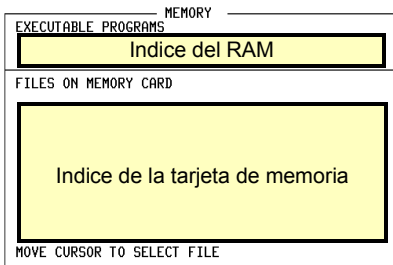 MEMORY
EXECUTABLE PROGRAMS
Indice del RAM
FILES ON MEMORY CARD
Indice de la tarjeta de memoria
MOVE CURSOR TO SELECT FILE